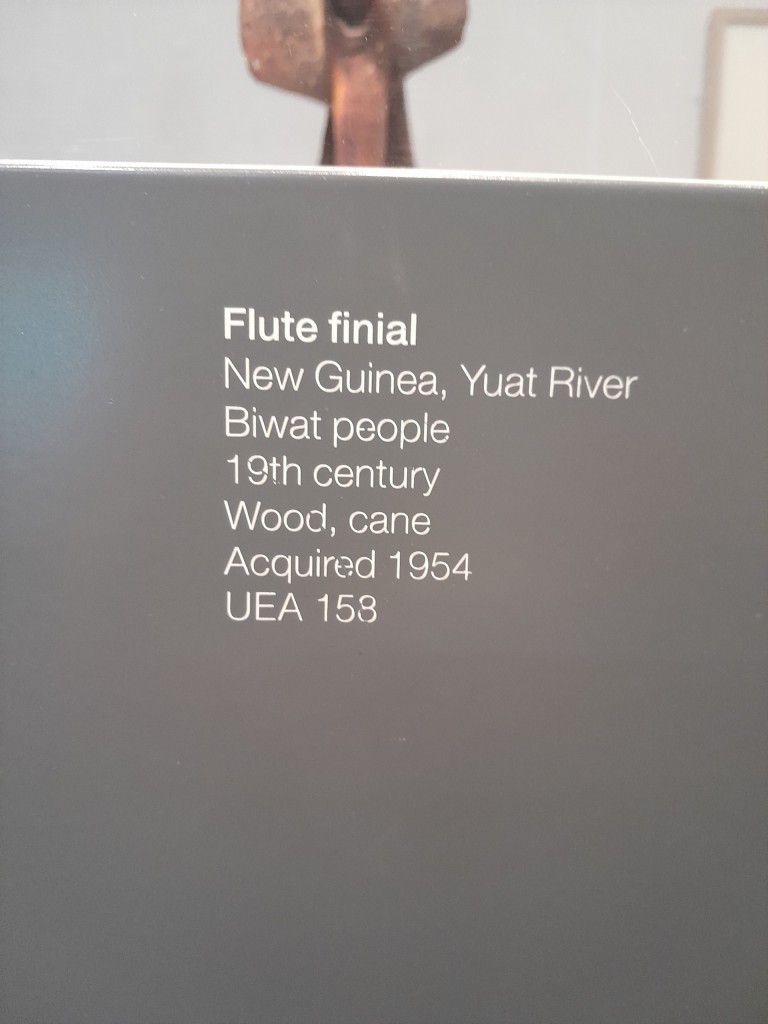 Flute finial
New Guinea, Yuat River
Biwat people
19th century
Wood, cane
Acquired 1954
UEA 158